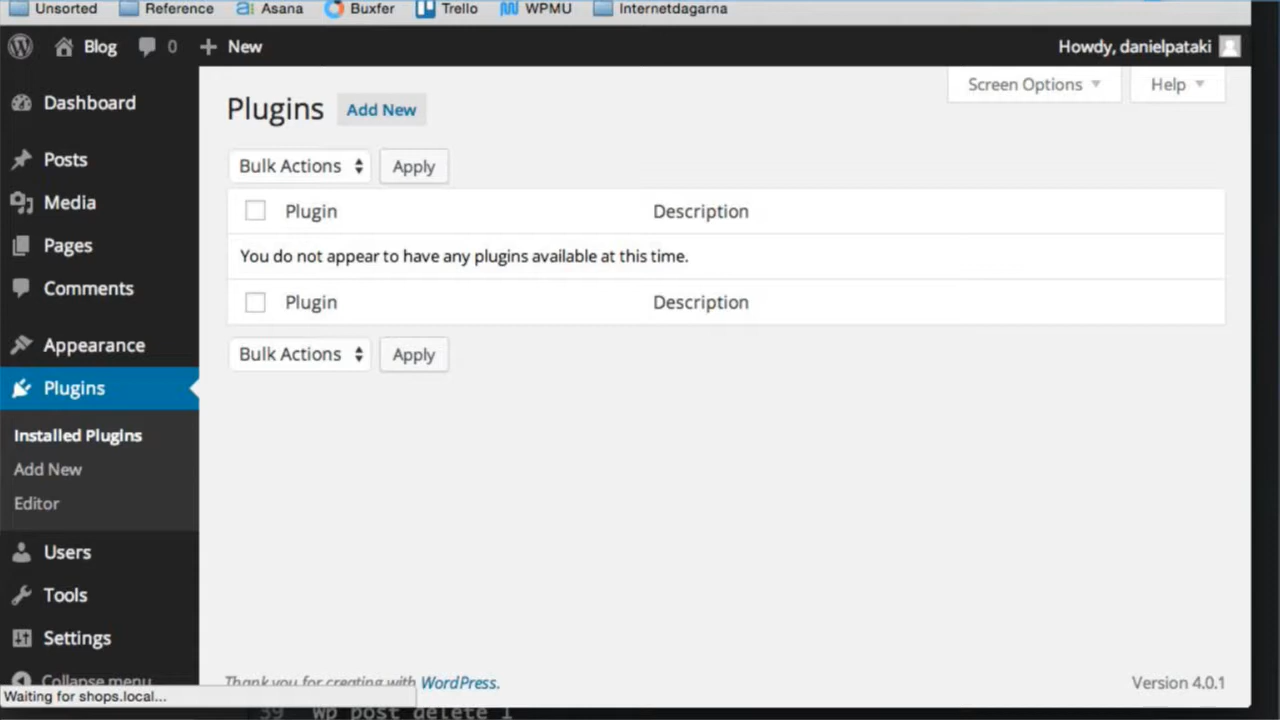 Unsorted Reference Asana Buxfer Trello WPMU Internetdagarna
Blog 0 + New Howdy, danielpataki
Screen Options Help
Dashboard
Posts
Media
Pages
Comments
Appearance
Plugins
Installed Plugins
Add New
Editor
Users
Tools
Settings
Collapse menu
Plugins Add New
Bulk Actions Apply
Plugin Description
You do not appear to have any plugins available at this time.
Plugin Description
Bulk Actions Apply
Thank you for creating with WordPress. Version 4.0.1
Waiting for shops.local...
39 wp post delete 1